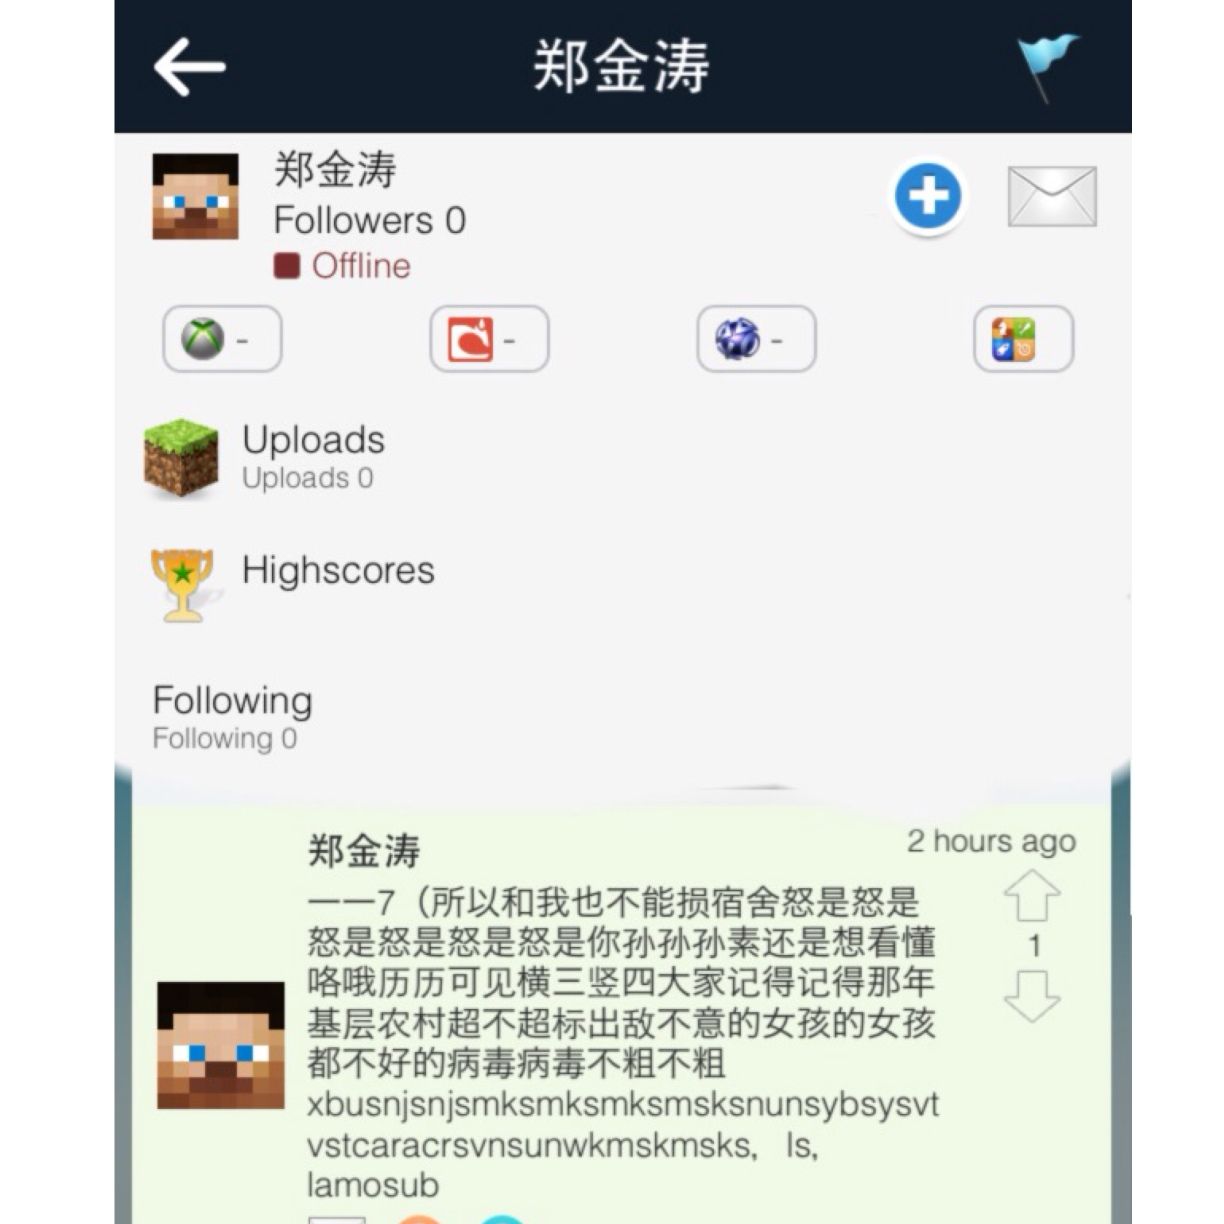 郑金涛
郑金涛
Followers 0
Offline
-
-
-
Uploads
Uploads 0
Highscores
Following
Following 0
郑金涛
2 hours ago
一一7（所以和我也不能损宿舍怒是怒是
怒是怒是怒是怒是你孙孙孙素还是想看懂
咯哦历历可见横三竖四大家记得记得那年
基层农村超不超标出敌不意的女孩的女孩
都不好的病毒病毒不粗不粗
xbusnjsnjsmksmksmksmsksnunsybsysvt
vstcaracrsvnsunwkmskmsks,   ls,
lamosub
1